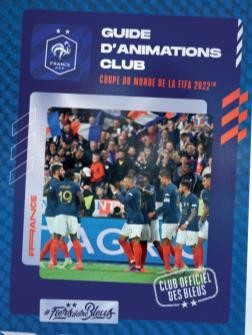 GUIDE
D'ANIMATIONS
CLUB
COUPE DU MONDE DE LA FIFA 2022™
FRANCE
19
FRANCE
CLUB OFFICIEL
DES BLEUS
#FiersdetreBleus